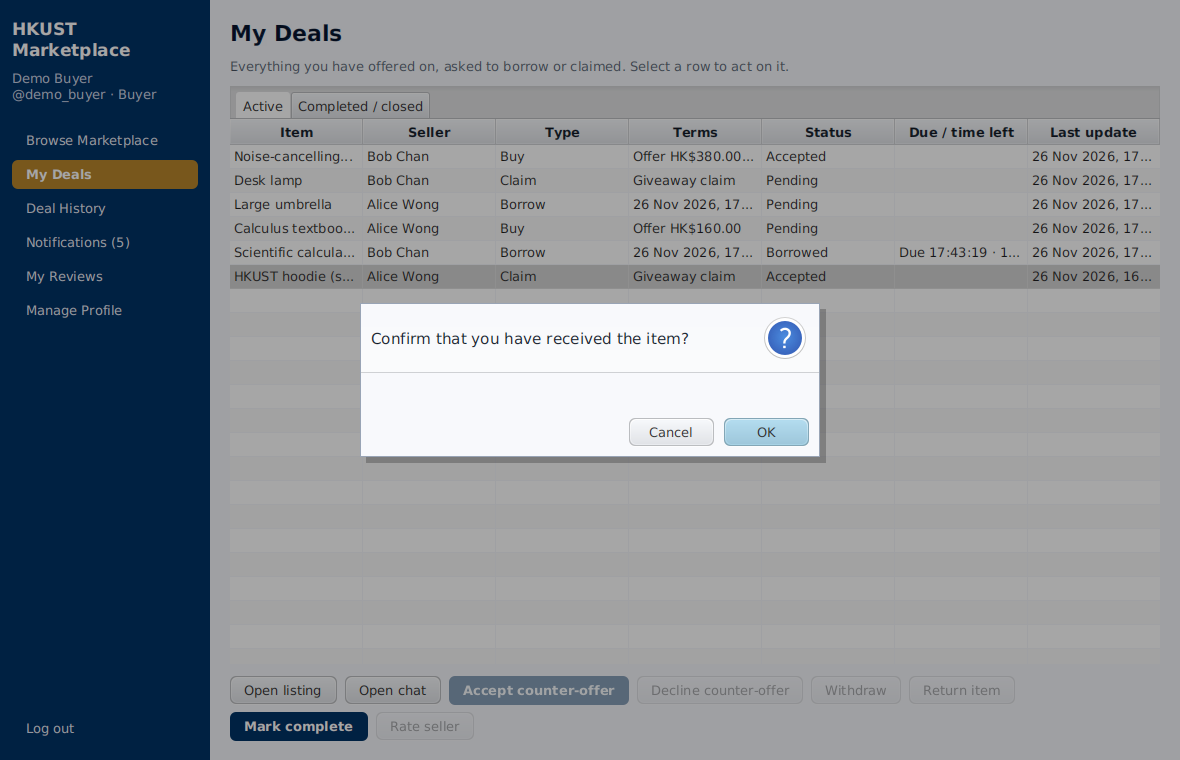 HKUST
Marketplace
Demo Buyer
@demo_buyer · Buyer
Browse Marketplace
My Deals
Deal History
Notifications (5)
My Reviews
Manage Profile
Log out
My Deals
Everything you have offered on, asked to borrow or claimed. Select a row to act on it.
Active Completed / closed
Item Seller Type Terms Status Due / time left Last update
Noise-cancelling... Bob Chan Buy Offer HK$380.00... Accepted 26 Nov 2026, 17...
Desk lamp Bob Chan Claim Giveaway claim Pending 26 Nov 2026, 17...
Large umbrella Alice Wong Borrow 26 Nov 2026, 17... Pending 26 Nov 2026, 17...
Calculus textboo... Alice Wong Buy Offer HK$160.00 Pending 26 Nov 2026, 17...
Scientific calcula... Bob Chan Borrow 26 Nov 2026, 17... Borrowed Due 17:43:19 · 1... 26 Nov 2026, 17...
HKUST hoodie (s... Alice Wong Claim Giveaway claim Accepted 26 Nov 2026, 16...
Confirm that you have received the item?
?
Cancel OK
Open listing Open chat Accept counter-offer Decline counter-offer Withdraw Return item
Mark complete Rate seller